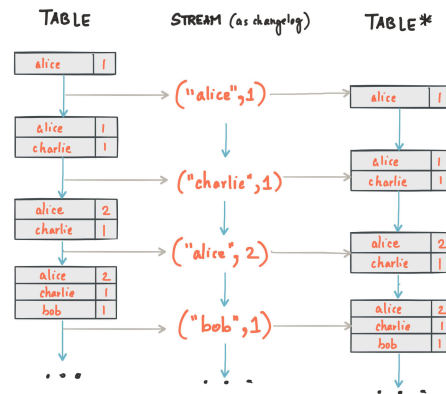 TABLE STREAM (as changelog) TABLE*
alice 1
("alice", 1)
alice 1
alice 1
charlie 1
("charlie", 1)
alice 1
charlie 1
alice 2
charlie 1
("alice", 2)
alice 2
charlie 1
alice 2
charlie 1
bob 1
("bob", 1)
alice 2
charlie 1
bob 1
...
...
...